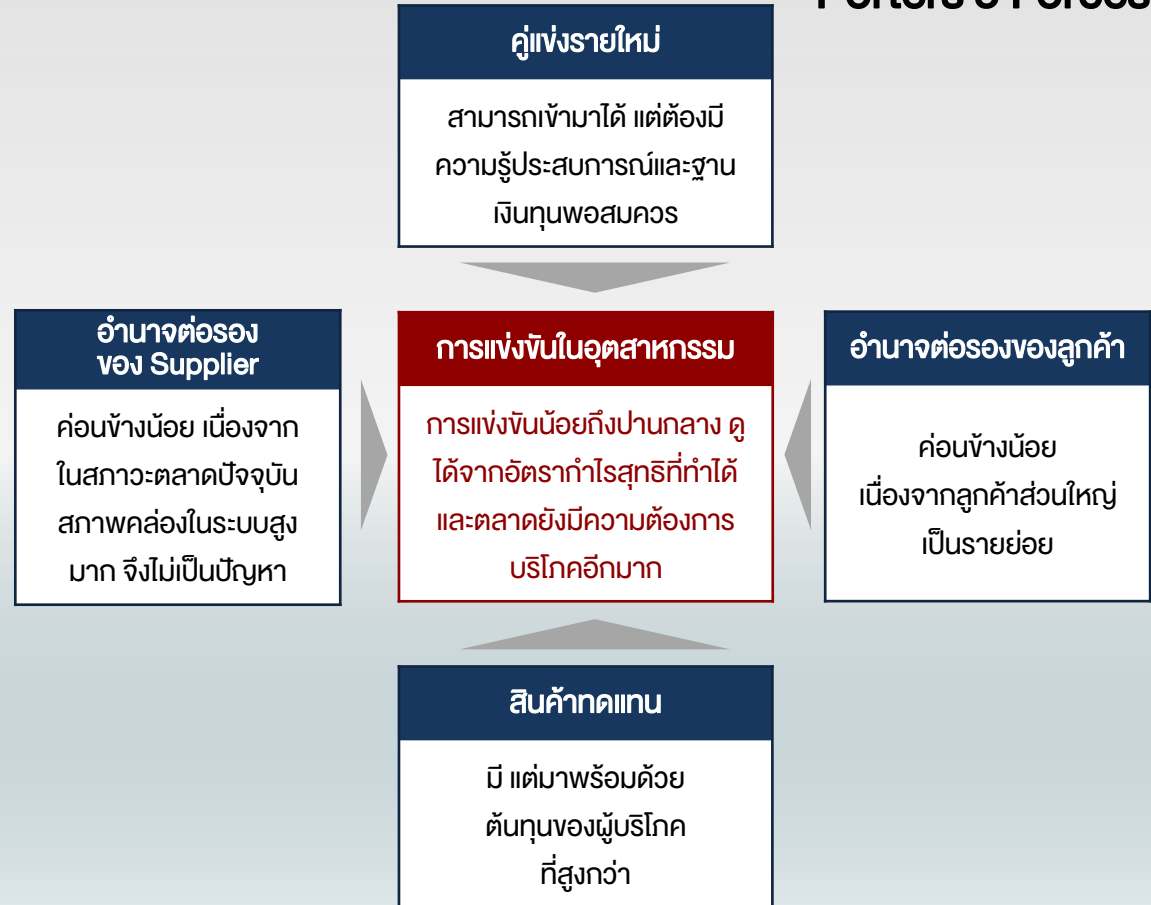 Porter's 5 Forces
คู่แข่งรายใหม่
สามารถเข้ามาได้ แต่ต้องมี
ความรู้ประสบการณ์และฐาน
เงินทุนพอสมควร
อำนาจต่อรอง
ของ Supplier
ค่อนข้างน้อย เนื่องจาก
ในสภาวะตลาดปัจจุบัน
สภาพคล่องในระบบสูง
มาก จึงไม่เป็นปัญหา
การแข่งขันในอุตสาหกรรม
การแข่งขันน้อยถึงปานกลาง ดู
ได้จากอัตรากำไรสุทธิที่ทำได้
และตลาดยังมีความต้องการ
บริโภคอีกมาก
อำนาจต่อรองของลูกค้า
ค่อนข้างน้อย
เนื่องจากลูกค้าส่วนใหญ่
เป็นรายย่อย
สินค้าทดแทน
มี แต่มาพร้อมด้วย
ต้นทุนของผู้บริโภค
ที่สูงกว่า